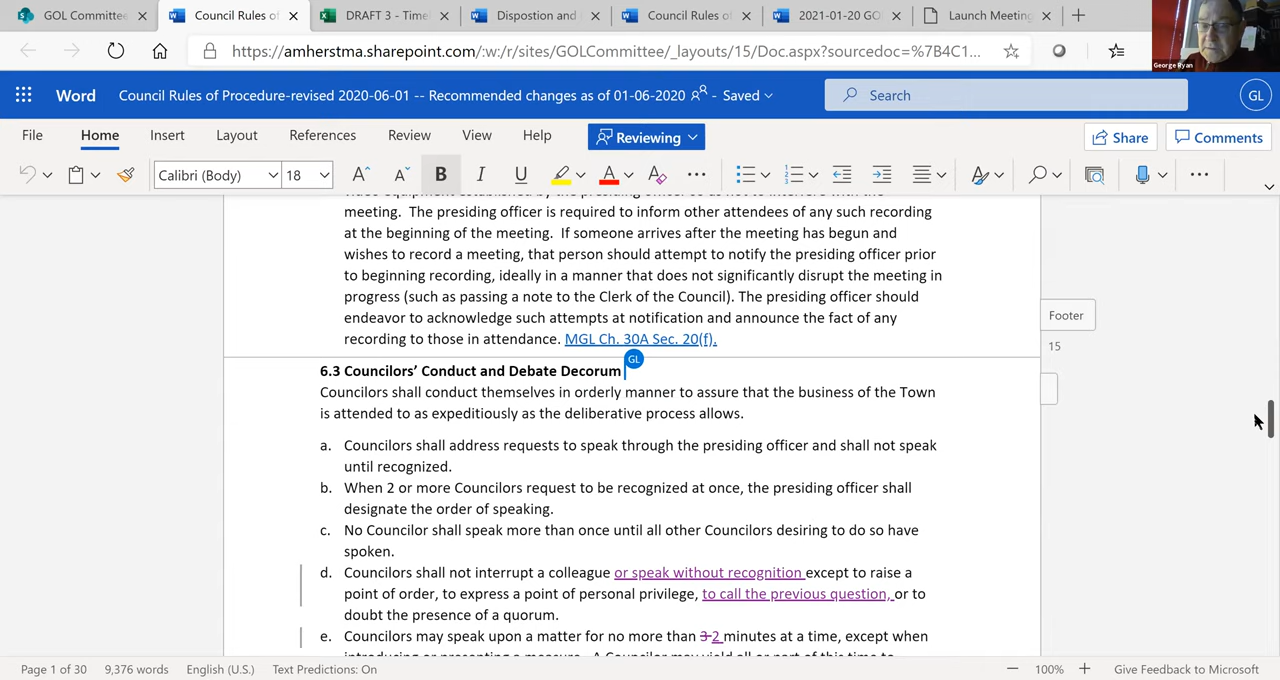 GOL Committee
Council Rules of
DRAFT 3 - Timel
Dispostion and
Council Rules of
2021-01-20 GO
Launch Meeting
https://amherstma.sharepoint.com/:w:/r/sites/GOLCommittee/_layouts/15/Doc.aspx?sourcedoc=%7B4C1...
George Ryan
Word
Council Rules of Procedure-revised 2020-06-01 -- Recommended changes as of 01-06-2020 - Saved
Search
GL
File Home Insert Layout References Review View Help Reviewing Share Comments
Calibri (Body) 18 A A B I U A A
meeting. The presiding officer is required to inform other attendees of any such recording
at the beginning of the meeting. If someone arrives after the meeting has begun and
wishes to record a meeting, that person should attempt to notify the presiding officer prior
to beginning recording, ideally in a manner that does not significantly disrupt the meeting in
progress (such as passing a note to the Clerk of the Council). The presiding officer should
endeavor to acknowledge such attempts at notification and announce the fact of any
recording to those in attendance. MGL Ch. 30A Sec. 20(f).
Footer
15
GL
6.3 Councilors' Conduct and Debate Decorum
Councilors shall conduct themselves in orderly manner to assure that the business of the Town
is attended to as expeditiously as the deliberative process allows.
a. Councilors shall address requests to speak through the presiding officer and shall not speak
until recognized.
b. When 2 or more Councilors request to be recognized at once, the presiding officer shall
designate the order of speaking.
c. No Councilor shall speak more than once until all other Councilors desiring to do so have
spoken.
d. Councilors shall not interrupt a colleague or speak without recognition except to raise a
point of order, to express a point of personal privilege, to call the previous question, or to
doubt the presence of a quorum.
e. Councilors may speak upon a matter for no more than 3 2 minutes at a time, except when
introducing or presenting a measure. A Councilor may yield all or part of this time to
Page 1 of 30 9,376 words English (U.S.) Text Predictions: On 100% Give Feedback to Microsoft